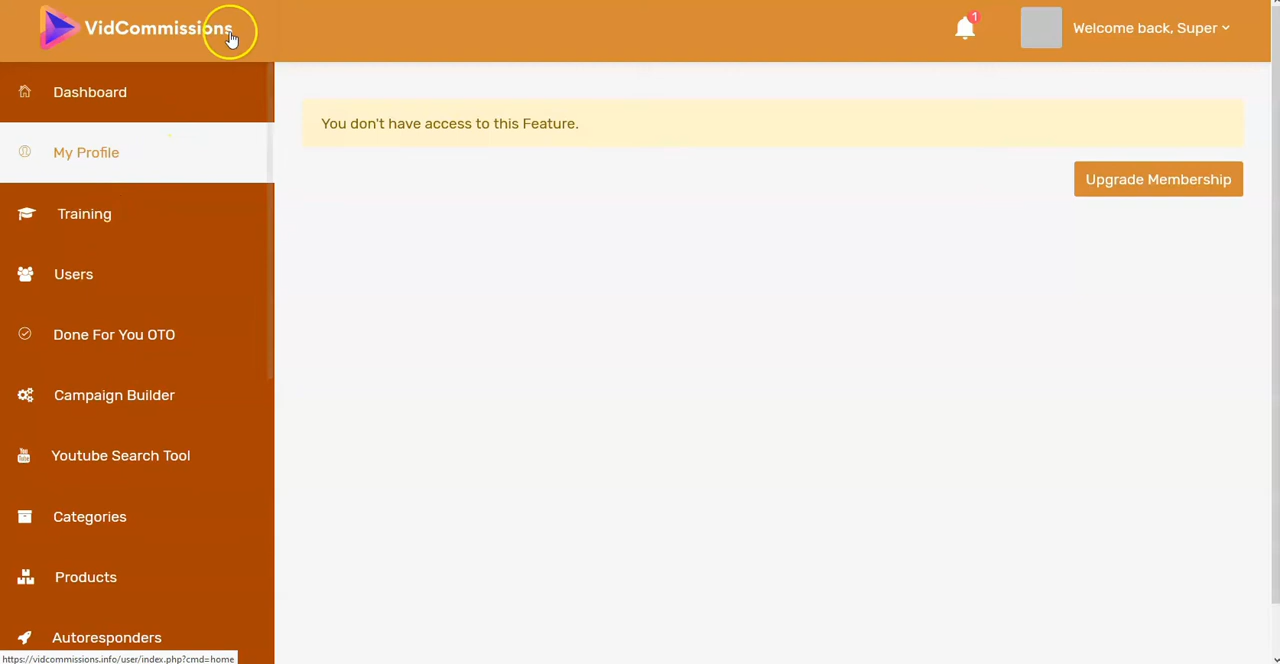 VidCommissions
1
Welcome back, Super
Dashboard
You don't have access to this Feature.
My Profile
Upgrade Membership
Training
Users
Done For You OTO
Campaign Builder
Youtube Search Tool
Categories
Products
Autoresponders
https://vidcommissions.info/user/index.php?cmd=home